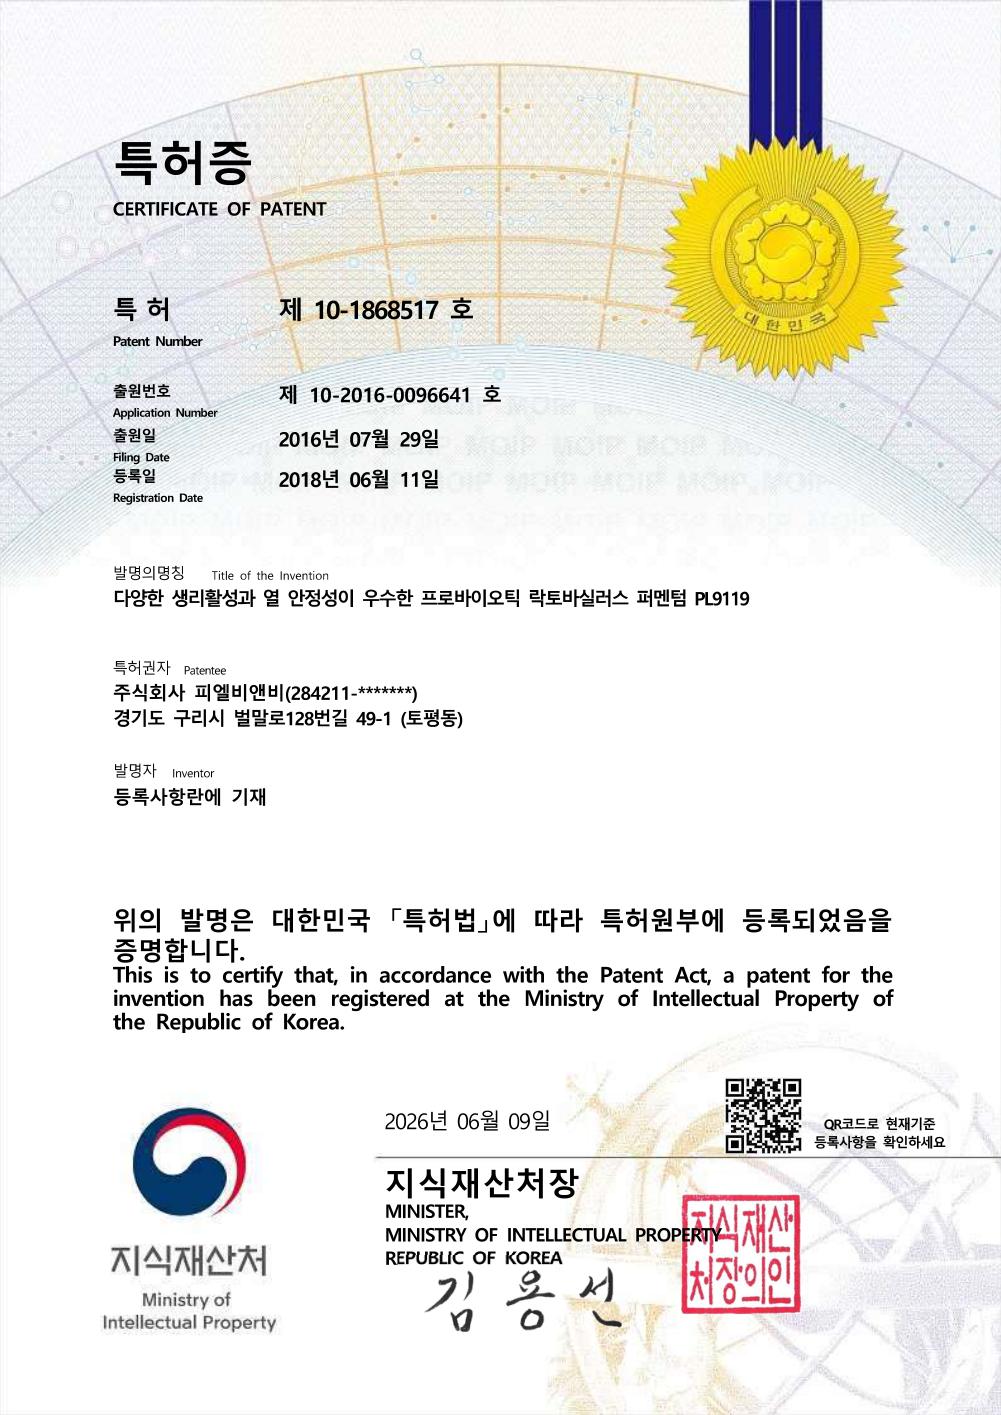 특허증
CERTIFICATE OF PATENT
대한민국
특 허
제 10-1868517 호
Patent Number
출원번호
제 10-2016-0096641 호
Application Number
출원일
2016년 07월 29일
Filing Date
등록일
2018년 06월 11일
Registration Date
발명의명칭 Title of the Invention
다양한 생리활성과 열 안정성이 우수한 프로바이오틱 락토바실러스 퍼멘텀 PL9119
특허권자 Patentee
주식회사 피엘비앤비(284211-*******)
경기도 구리시 벌말로128번길 49-1 (토평동)
발명자 Inventor
등록사항란에 기재
위의 발명은 대한민국 「특허법」에 따라 특허원부에 등록되었음을
증명합니다.
This is to certify that, in accordance with the Patent Act, a patent for the
invention has been registered at the Ministry of Intellectual Property of
the Republic of Korea.
2026년 06월 09일
QR코드로 현재기준
등록사항을 확인하세요
지식재산처장
MINISTER,
MINISTRY OF INTELLECTUAL PROPERTY
REPUBLIC OF KOREA
김용선
지식재산
처장의인
지식재산처
Ministry of
Intellectual Property